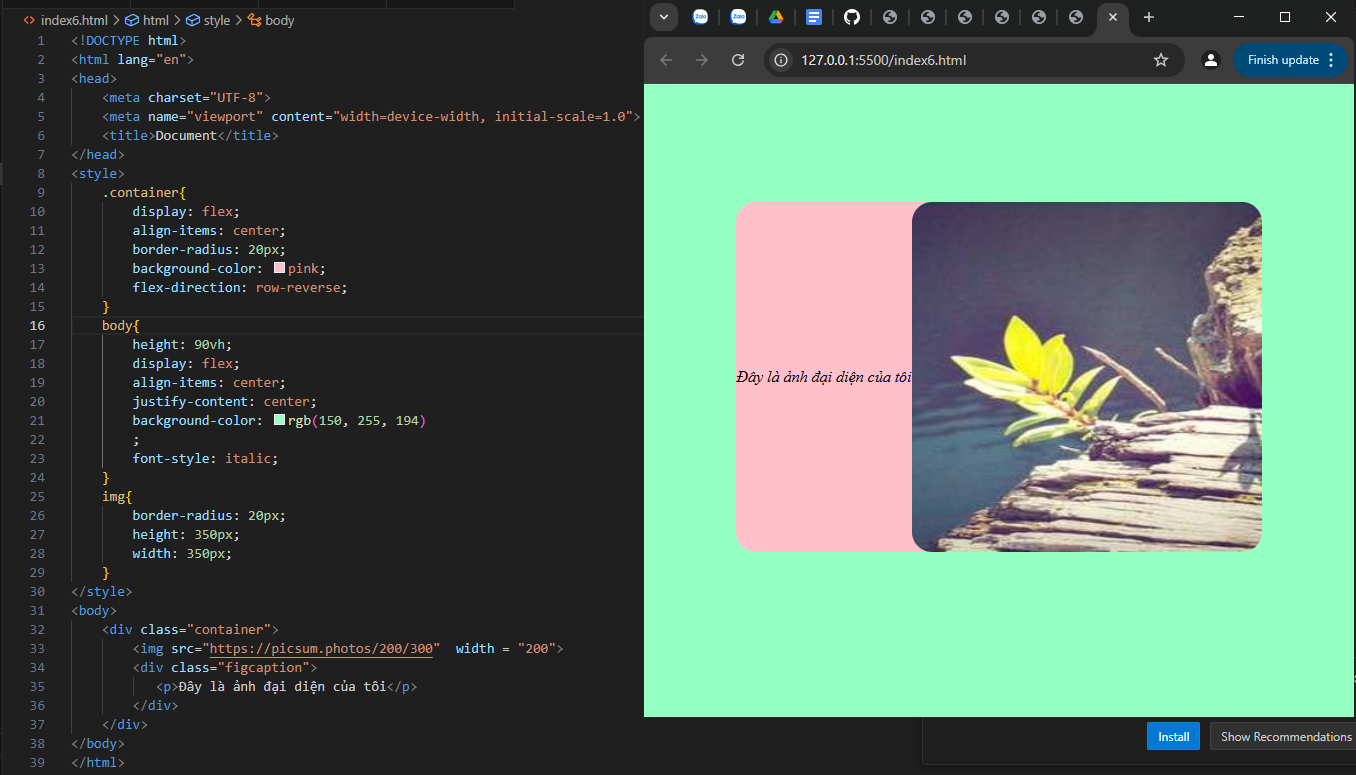 index6.html > html > style > body
1 <!DOCTYPE html>
2 <html lang="en">
3 <head>
4 <meta charset="UTF-8">
5 <meta name="viewport" content="width=device-width, initial-scale=1.0">
6 <title>Document</title>
7 </head>
8 <style>
9 .container{
10 display: flex;
11 align-items: center;
12 border-radius: 20px;
13 background-color: pink;
14 flex-direction: row-reverse;
15 }
16 body{
17 height: 90vh;
18 display: flex;
19 align-items: center;
20 justify-content: center;
21 background-color: rgb(150, 255, 194)
22 ;
23 font-style: italic;
24 }
25 img{
26 border-radius: 20px;
27 height: 350px;
28 width: 350px;
29 }
30 </style>
31 <body>
32 <div class="container">
33 <img src="https://picsum.photos/200/300"  width = "200">
34 <div class="figcaption">
35 <p>Đây là ảnh đại diện của tôi</p>
36 </div>
37 </div>
38 </body>
39 </html>
Zalo Zalo
127.0.0.1:5500/index6.html
Finish update
Đây là ảnh đại diện của tôi
Install
Show Recommendations